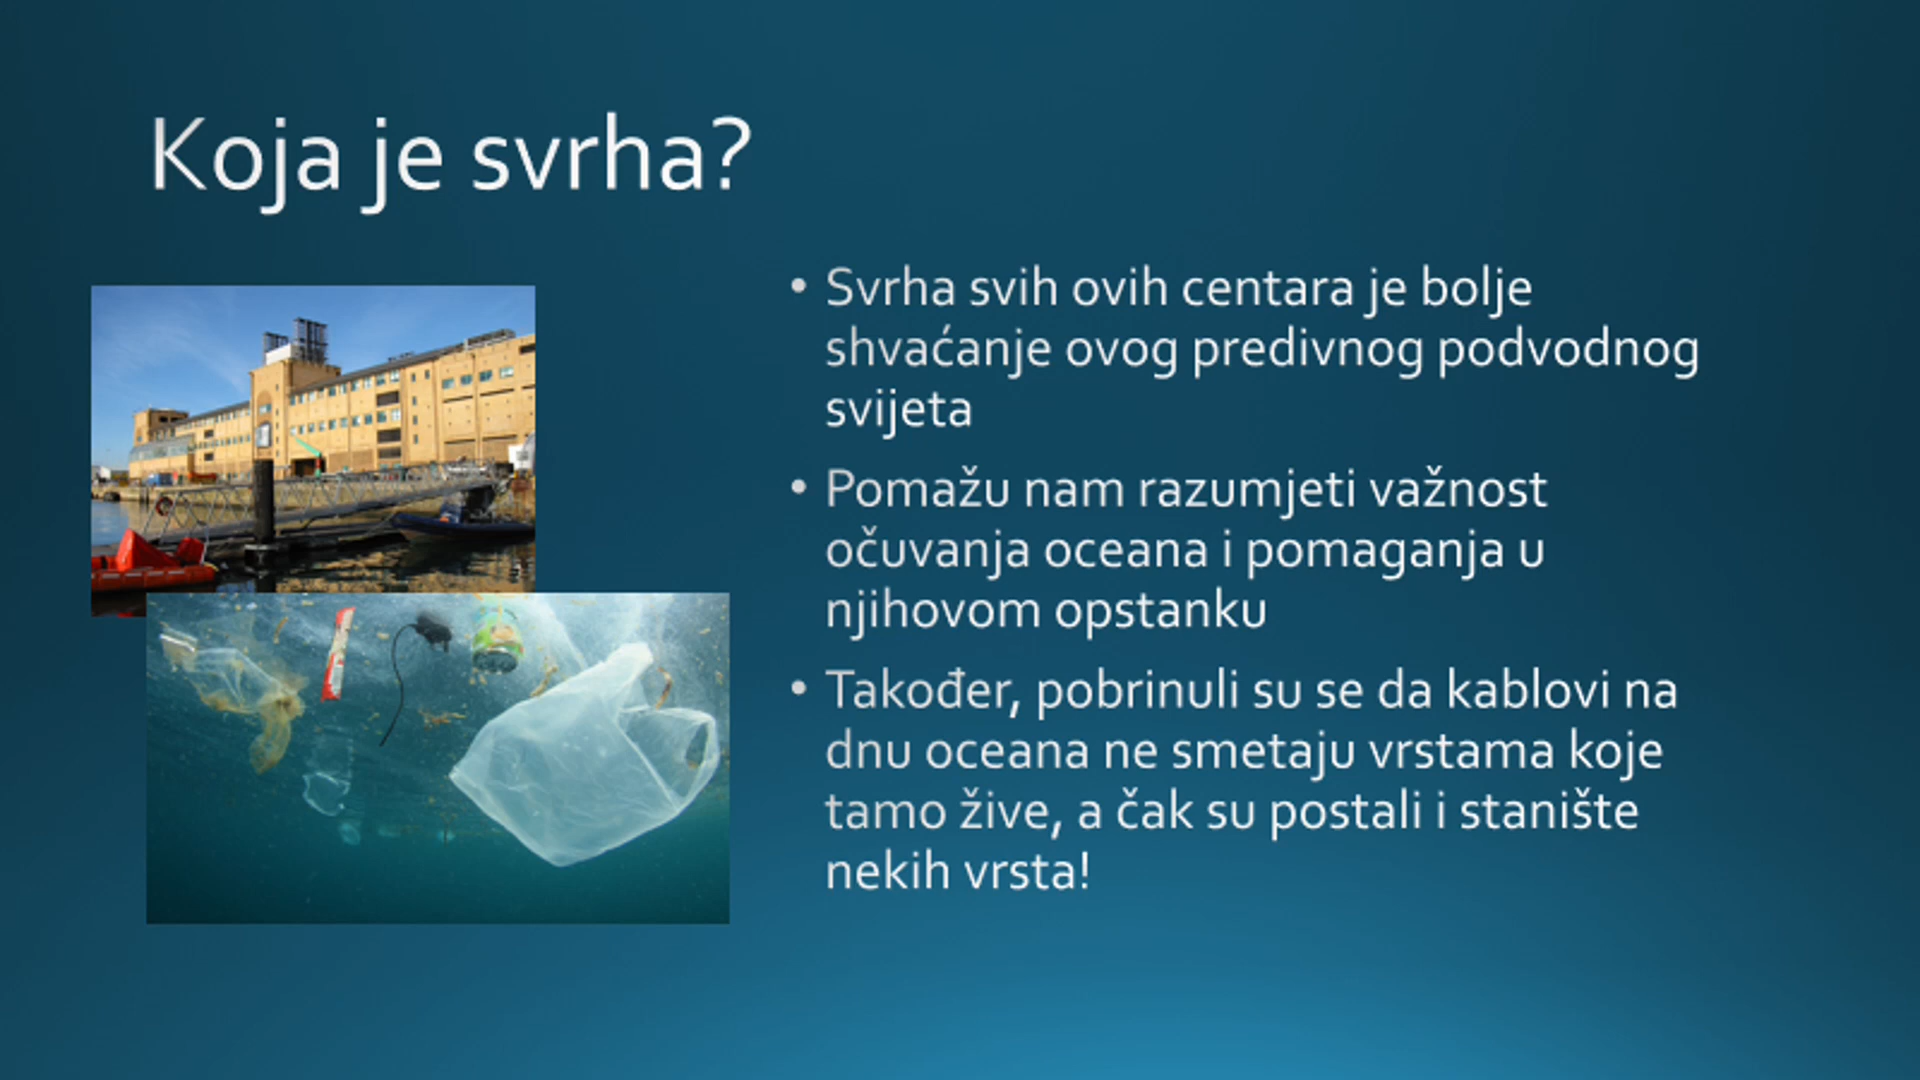 Koja je svrha?
• Svrha svih ovih centara je bolje
shvaćanje ovog predivnog podvodnog
svijeta
• Pomažu nam razumjeti važnost
očuvanja oceana i pomaganja u
njihovom opstanku
• Također, pobrinuli su se da kablovi na
dnu oceana ne smetaju vrstama koje
tamo žive, a čak su postali i stanište
nekih vrsta!